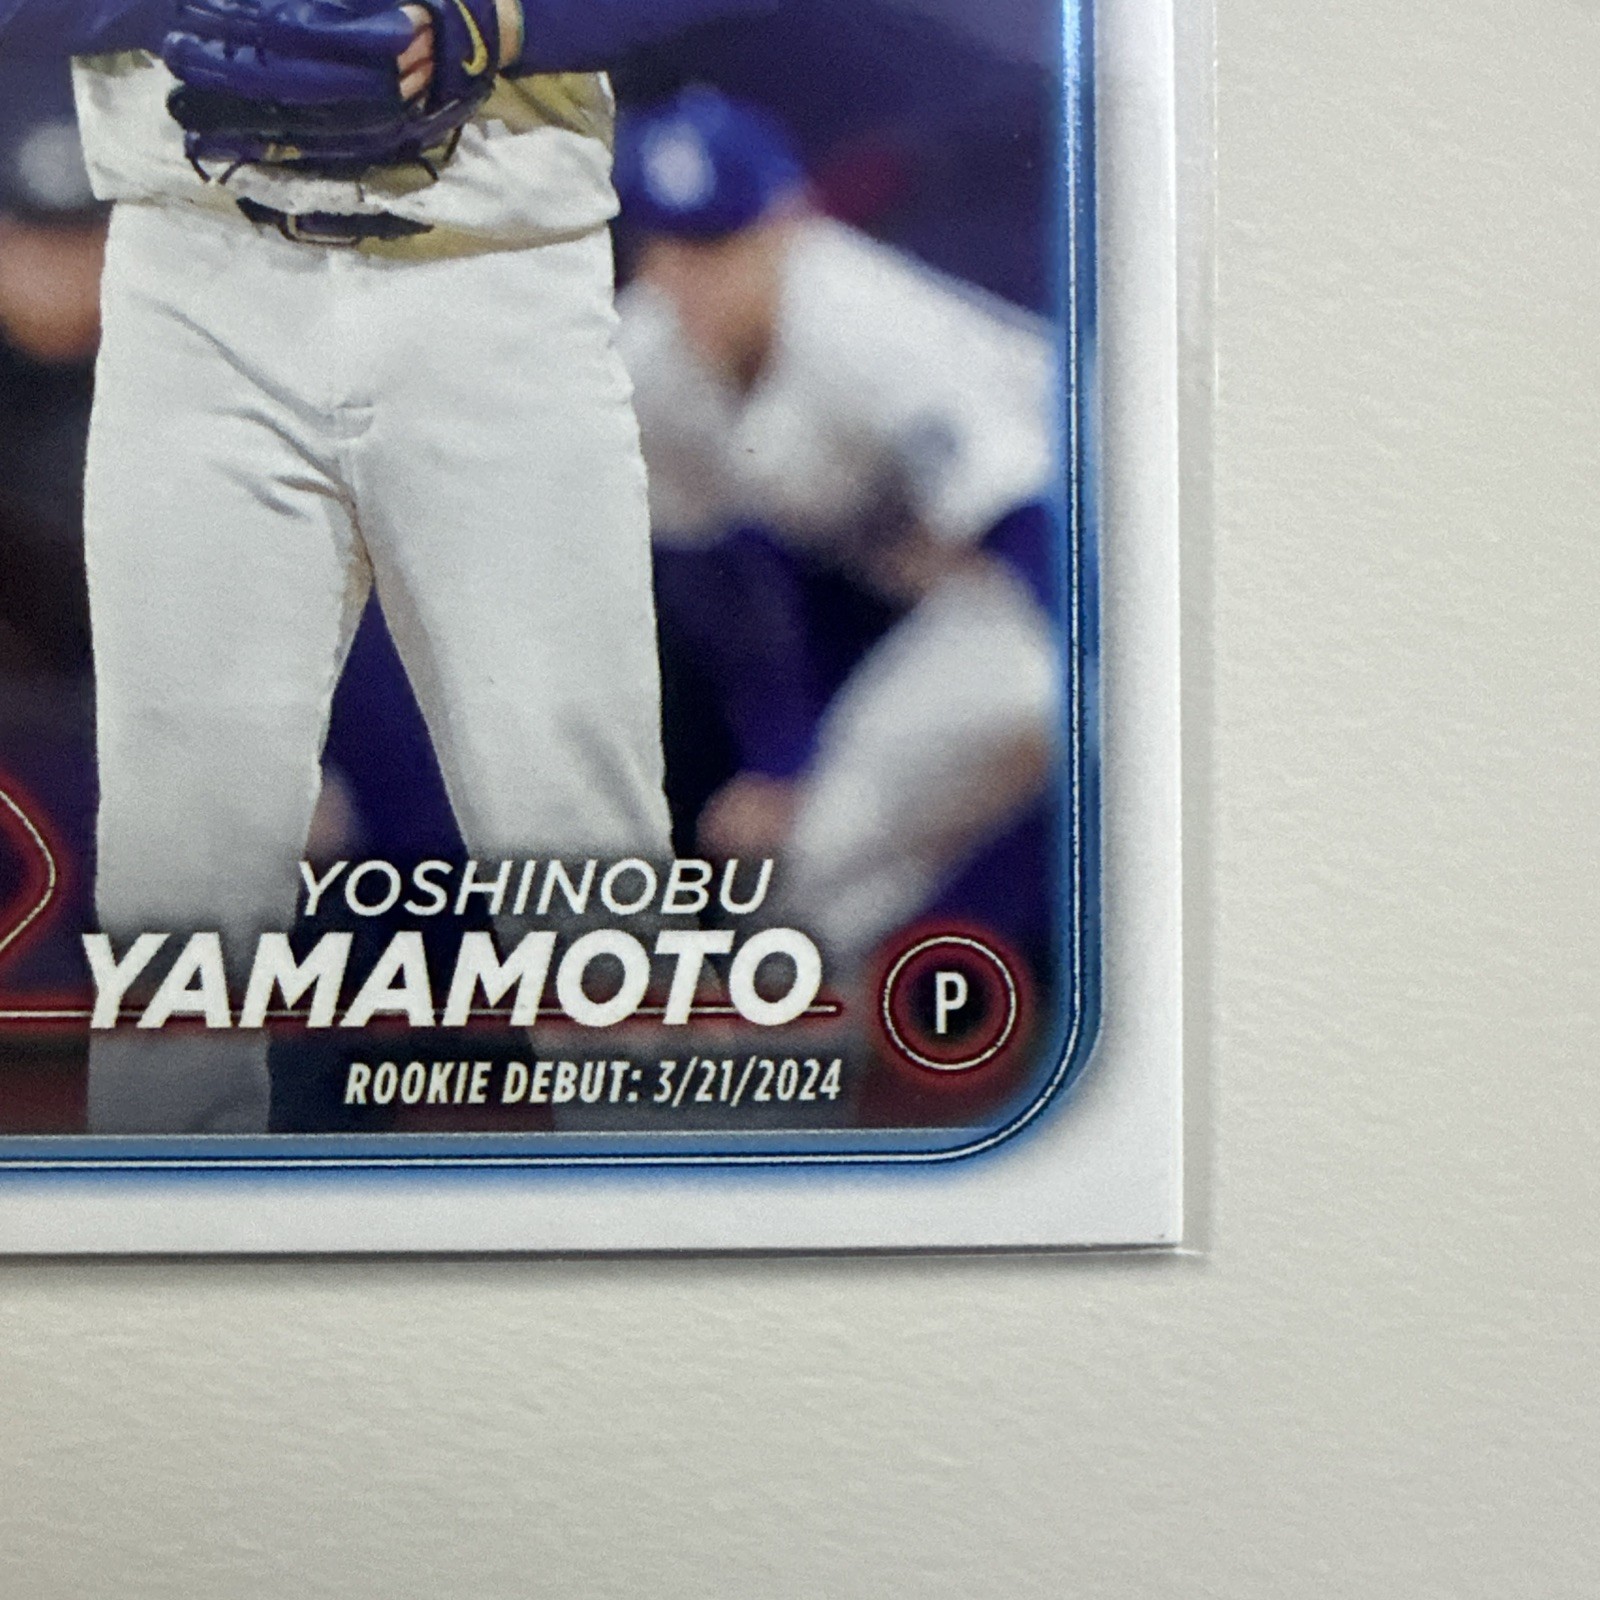 YOSHINOBU
YAMAMOTO
P
ROOKIE DEBUT: 3/21/2024